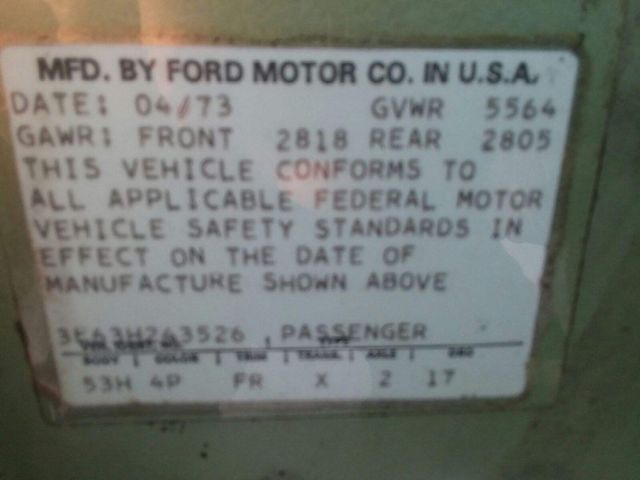 MFD. BY FORD MOTOR CO. IN U.S.A.
DATE: 04/73 GVWR 5564
GAWR: FRONT 2818 REAR 2805
THIS VEHICLE CONFORMS TO
ALL APPLICABLE FEDERAL MOTOR
VEHICLE SAFETY STANDARDS IN
EFFECT ON THE DATE OF
MANUFACTURE SHOWN ABOVE
3K63H263526 PASSENGER
BODY COLOR TRIM TRANS. AXLE DSO
53H 4P FR X 2 17